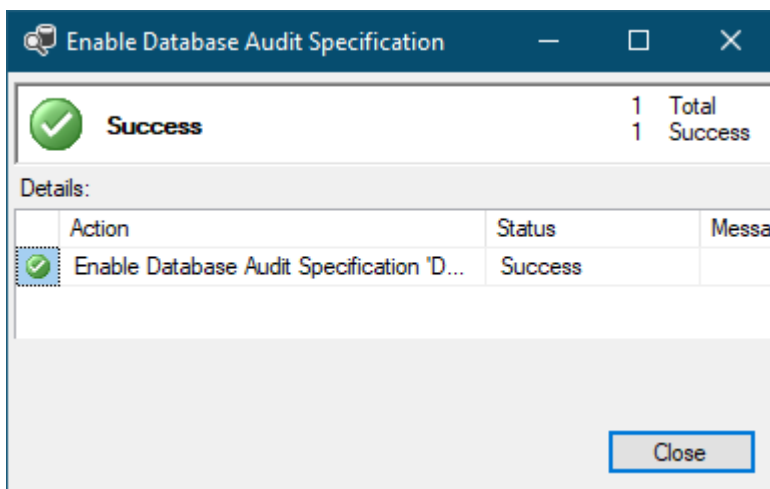 Enable Database Audit Specification
Success
1 Total
1 Success
Details:
Action Status Messa
Enable Database Audit Specification 'D... Success
Close